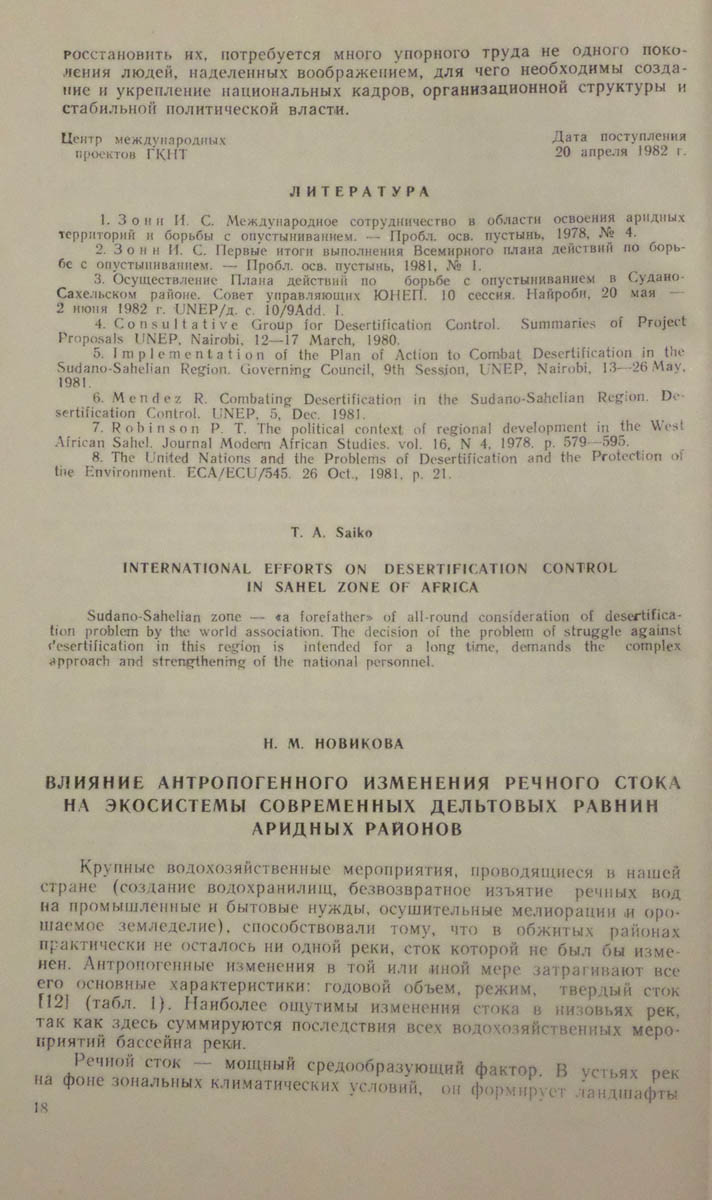 росстановить их, потребуется много упорного труда не одного поко-
ления людей, наделенных воображением, для чего необходимы созда-
ние и укрепление национальных кадров, организационной структуры и
стабильной политической власти.
Центр международных
проектов ГКНТ
Дата поступления
20 апреля 1982 г.
ЛИТЕРАТУРА
1. Зонн И. С. Международное сотрудничество в области освоения аридных
территорий и борьбы с опустыниванием. — Пробл. осв. пустынь, 1978, № 4.
2. Зонн И. С. Первые итоги выполнения Всемирного плана действий по борь-
бе с опустыниванием. — Пробл. осв. пустынь, 1981, № 1.
3. Осуществление Плана действий по борьбе с опустыниванием в Судано-
Сахельском районе. Совет управляющих ЮНЕП. 10 сессия. Найроби, 20 мая —
2 июня 1982 г. UNEP/д. с. 10/9Add. I.
4. Consultative Group for Desertification Control. Summaries of Project
Proposals UNEP, Nairobi, 12—17 March, 1980.
5. Implementation of the Plan of Action to Combat Desertification in the
Sudano-Sahelian Region. Governing Council, 9th Session, UNEP, Nairobi, 13—26 May,
1981.
6. Mendez R. Combating Desertification in the Sudano-Sahelian Region. De-
sertification Control. UNEP, 5, Dec. 1981.
7. Robinson P. T. The political context of regional development in the West
African Sahel. Journal Modern African Studies. vol. 16, N 4, 1978. p. 579—595.
8. The United Nations and the Problems of Desertification and the Protection of
the Environment. ECA/ECU/545. 26 Oct., 1981, p. 21.
T. A. Saiko
INTERNATIONAL EFFORTS ON DESERTIFICATION CONTROL
IN SAHEL ZONE OF AFRICA
Sudano-Sahelian zone — «a forefather» of all-round consideration of desertifica-
tion problem by the world association. The decision of the problem of struggle against
desertification in this region is intended for a long time, demands the complex
approach and strengthening of the national personnel.
Н. М. НОВИКОВА
ВЛИЯНИЕ АНТРОПОГЕННОГО ИЗМЕНЕНИЯ РЕЧНОГО СТОКА
НА ЭКОСИСТЕМЫ СОВРЕМЕННЫХ ДЕЛЬТОВЫХ РАВНИН
АРИДНЫХ РАЙОНОВ
Крупные водохозяйственные мероприятия, проводящиеся в нашей
стране (создание водохранилищ, безвозвратное изъятие речных вод
на промышленные и бытовые нужды, осушительные мелиорации и оро-
шаемое земледелие), способствовали тому, что в обжитых районах
практически не осталось ни одной реки, сток которой не был бы изме-
нен. Антропогенные изменения в той или иной мере затрагивают все
его основные характеристики: годовой объем, режим, твердый сток
[12] (табл. 1). Наиболее ощутимы изменения стока в низовьях рек,
так как здесь суммируются последствия всех водохозяйственных меро-
приятий бассейна реки.
Речной сток — мощный средообразующий фактор. В устьях рек
на фоне зональных климатических условий, он формирует ландшафты
18